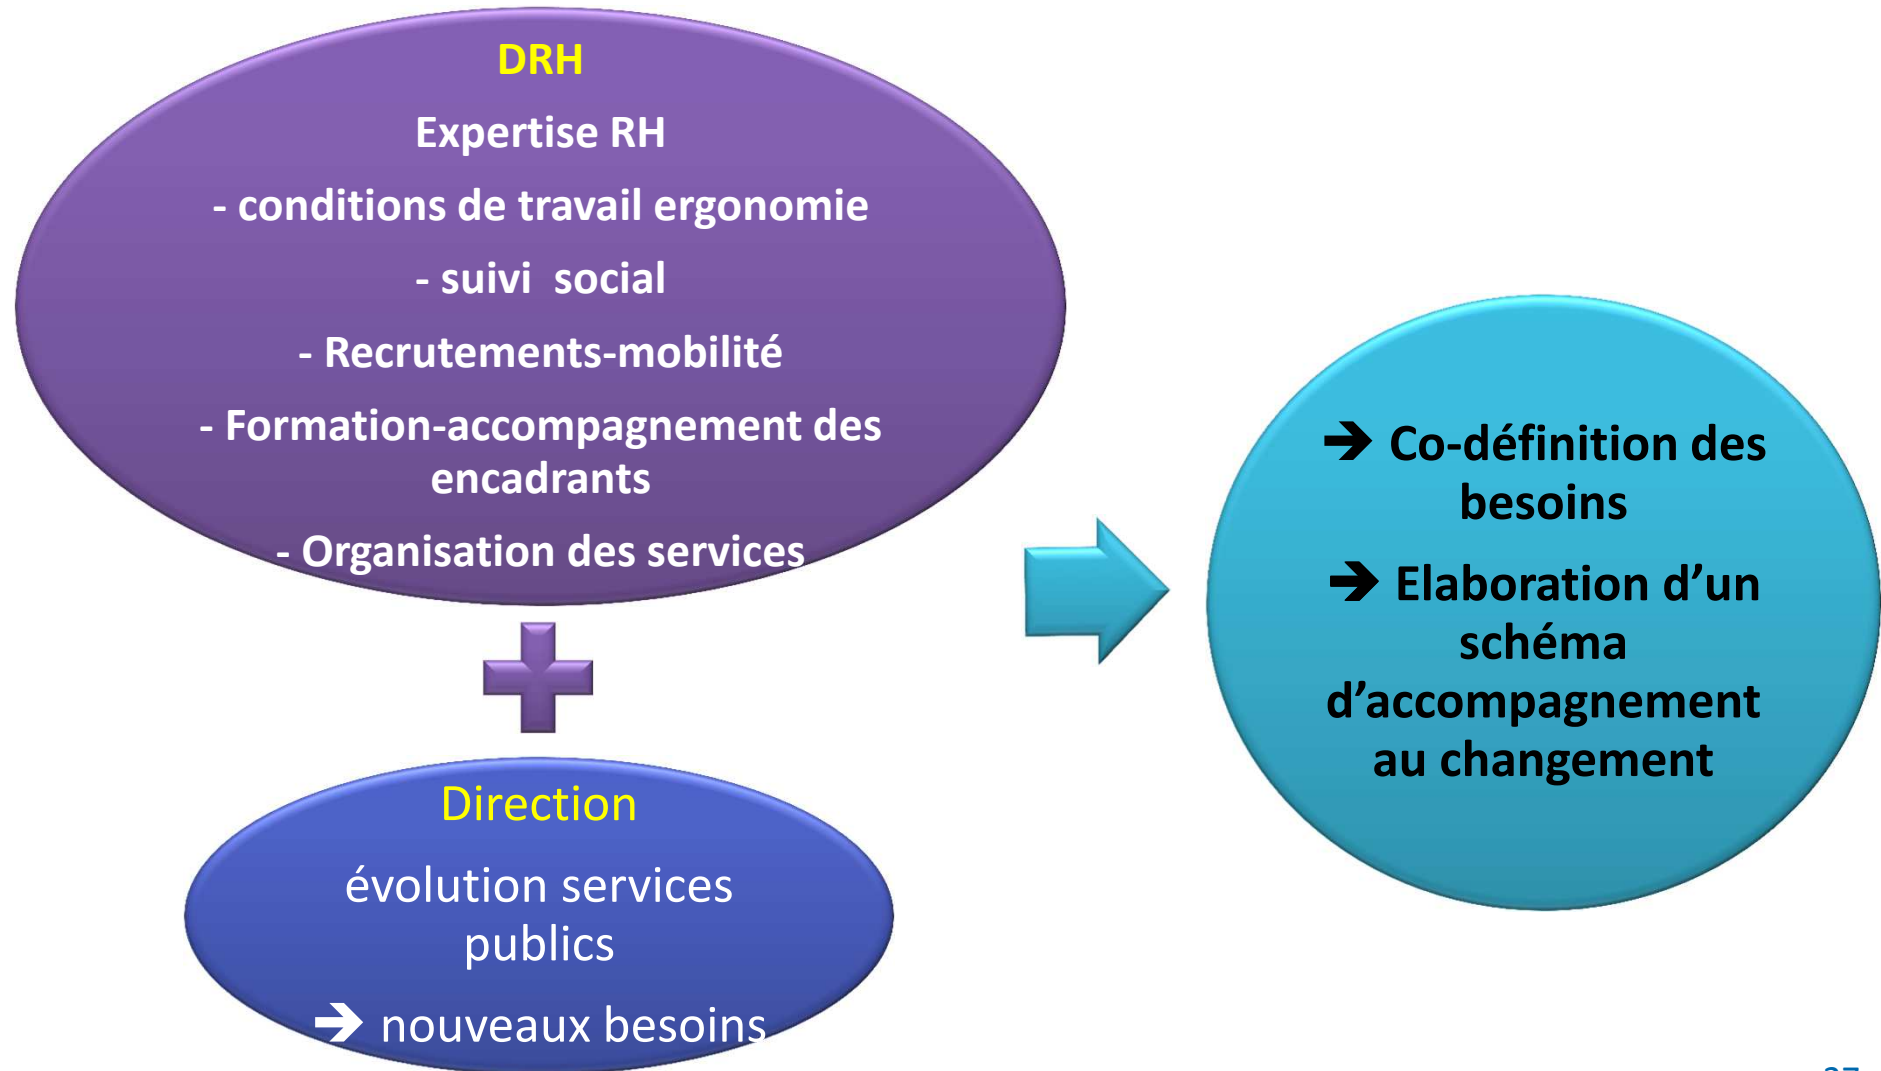 DRH
Expertise RH
- conditions de travail ergonomie
- suivi  social
- Recrutements-mobilité
- Formation-accompagnement des
encadrants
- Organisation des services
Direction
évolution services
publics
➔ nouveaux besoins
➔ Co-définition des
besoins
➔ Elaboration d’un
schéma
d’accompagnement
au changement